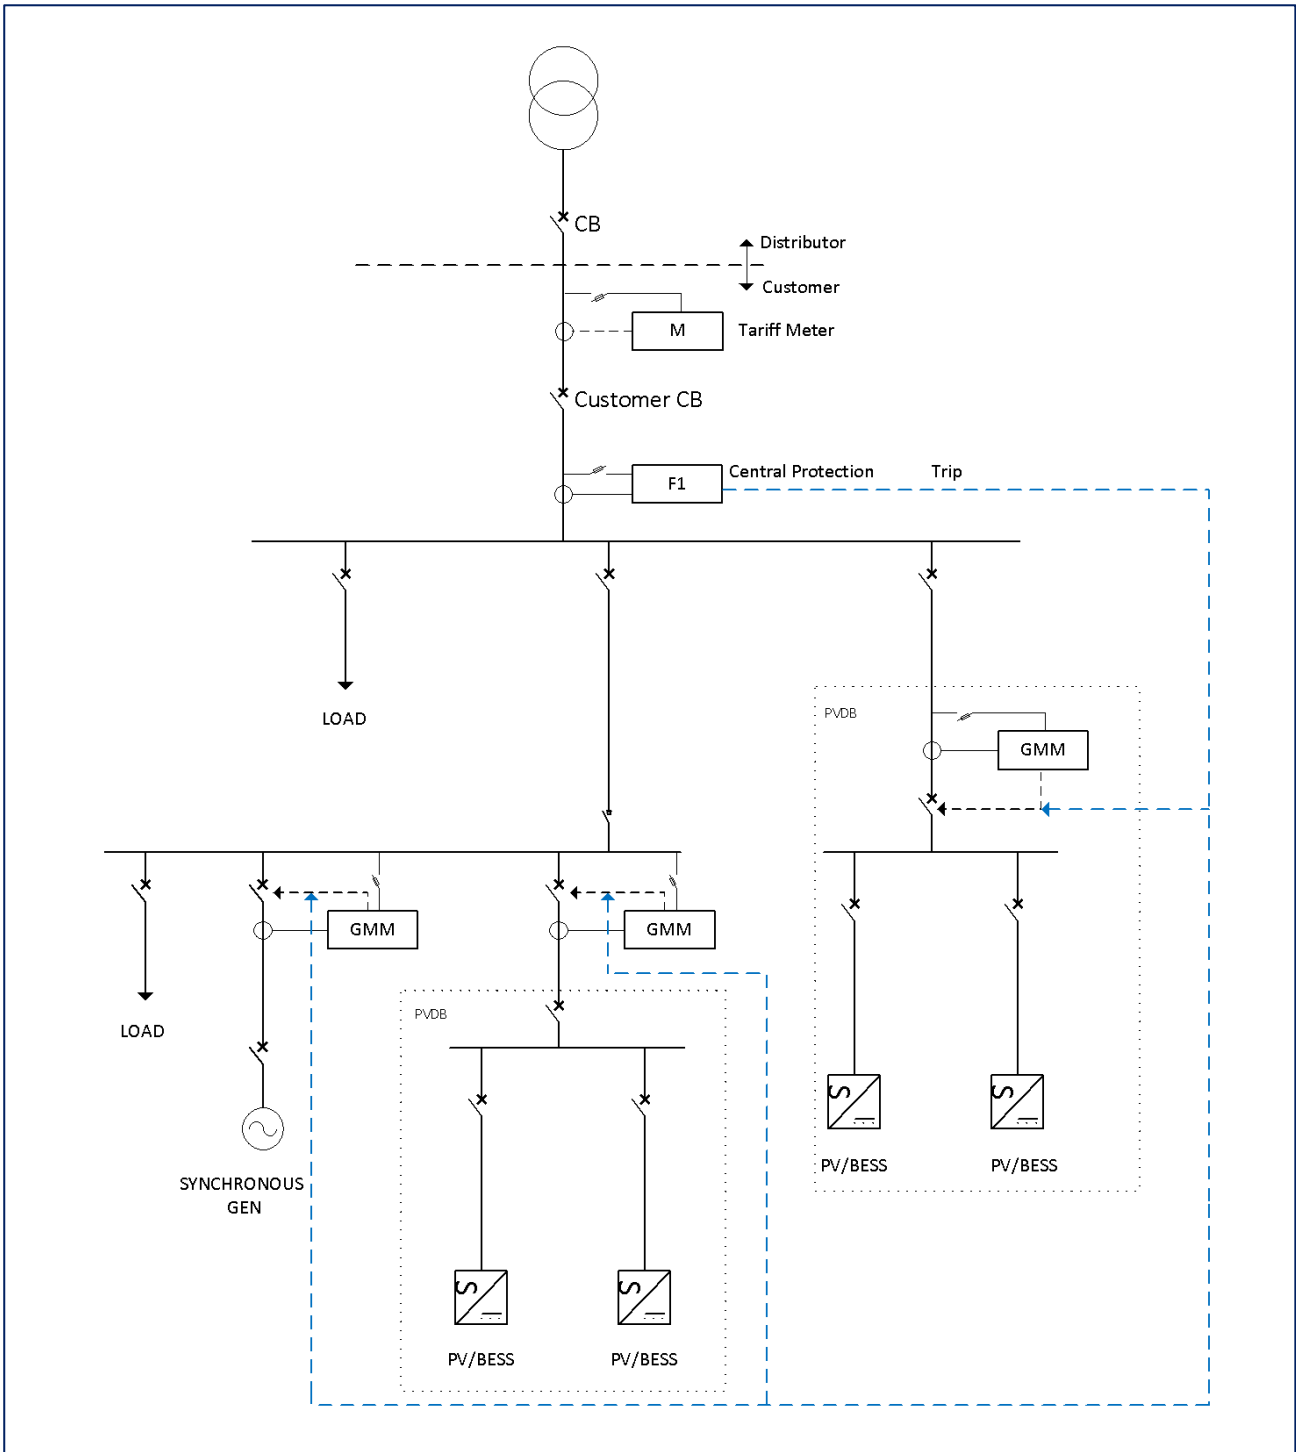 CB
Distributor
Customer
M
Tariff Meter
Customer CB
F1
Central Protection
Trip
LOAD
PVDB
GMM
GMM
GMM
LOAD
PVDB
SYNCHRONOUS
GEN
PV/BESS
PV/BESS
PV/BESS
PV/BESS